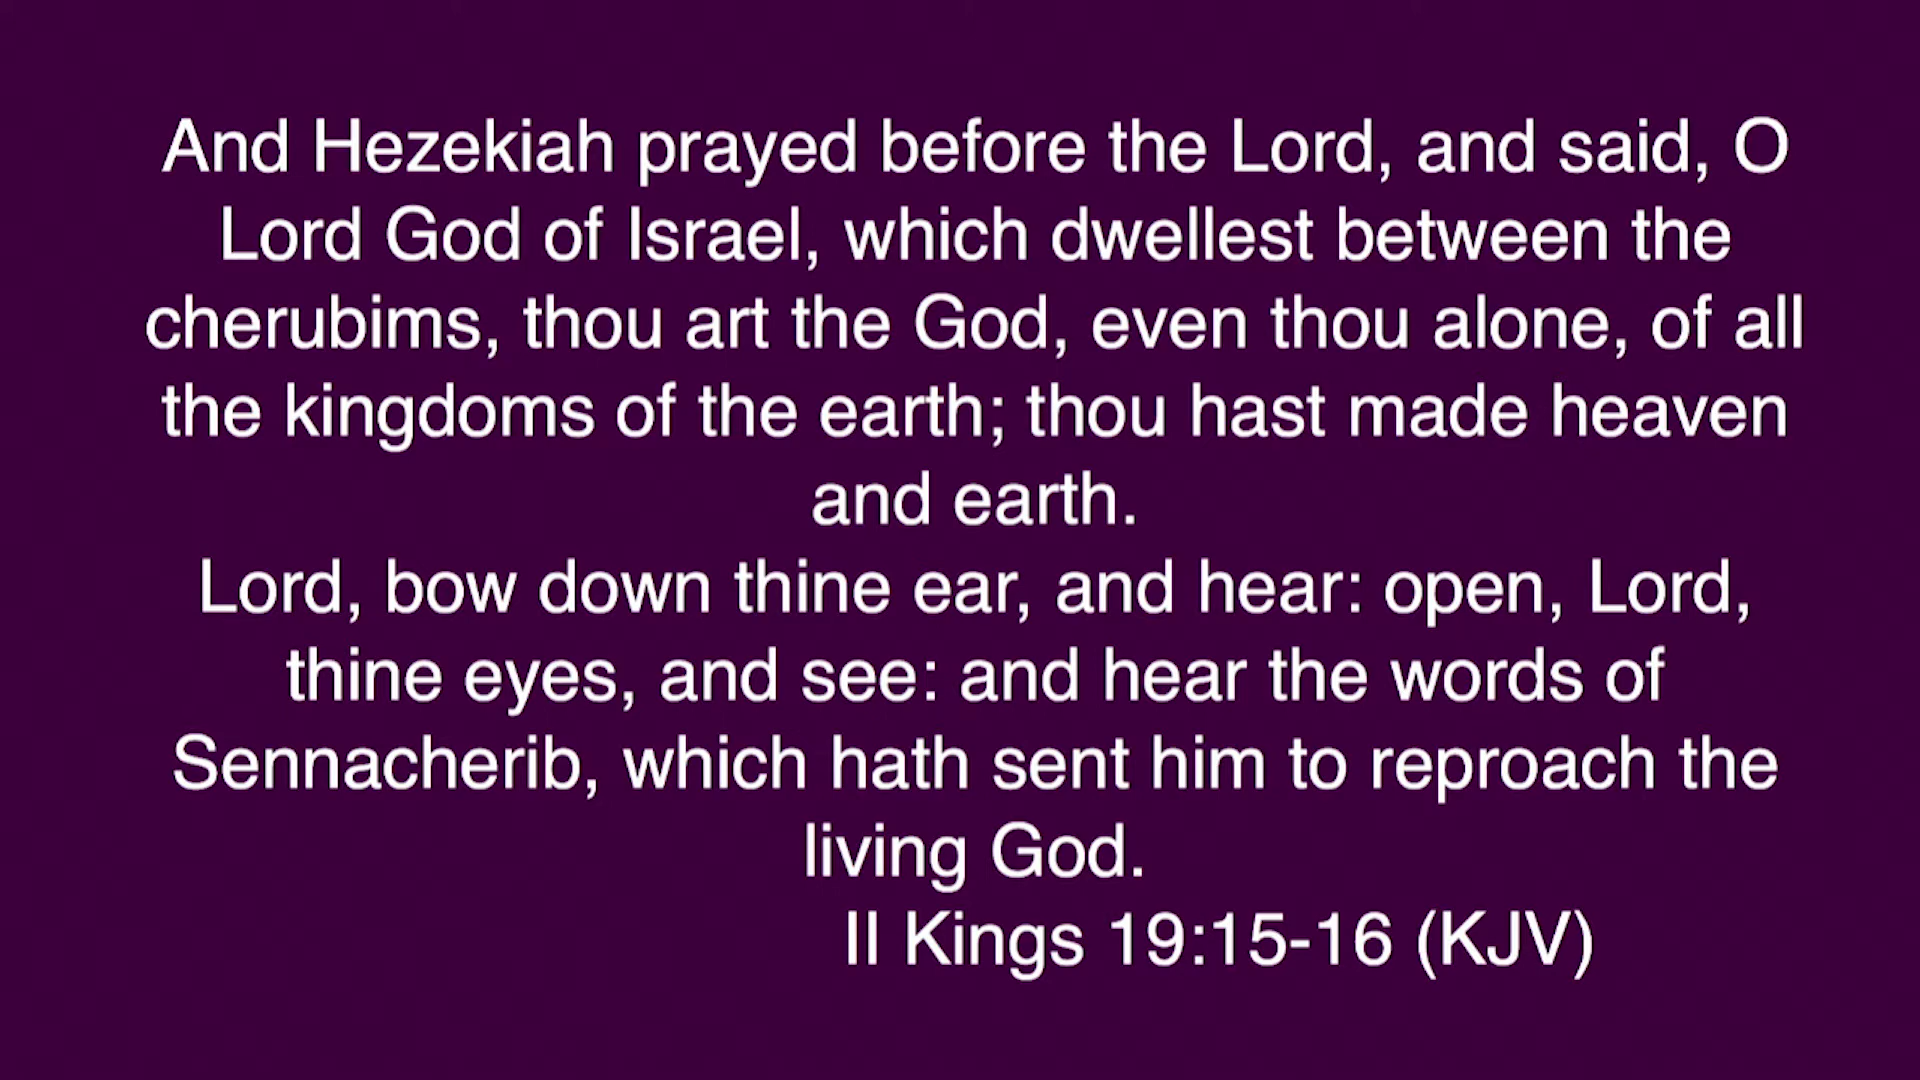 And Hezekiah prayed before the Lord, and said, O
Lord God of Israel, which dwellest between the
cherubims, thou art the God, even thou alone, of all
the kingdoms of the earth; thou hast made heaven
and earth.
Lord, bow down thine ear, and hear: open, Lord,
thine eyes, and see: and hear the words of
Sennacherib, which hath sent him to reproach the
living God.
II Kings 19:15-16 (KJV)